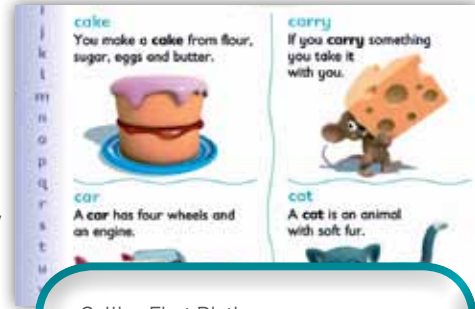 j
k
l
m
n
o
p
q
r
s
t
u
cake
You make a cake from flour,
sugar, eggs and butter.
car
A car has four wheels and
an engine.
carry
If you carry something
you take it
with you.
cat
A cat is an animal
with soft fur.